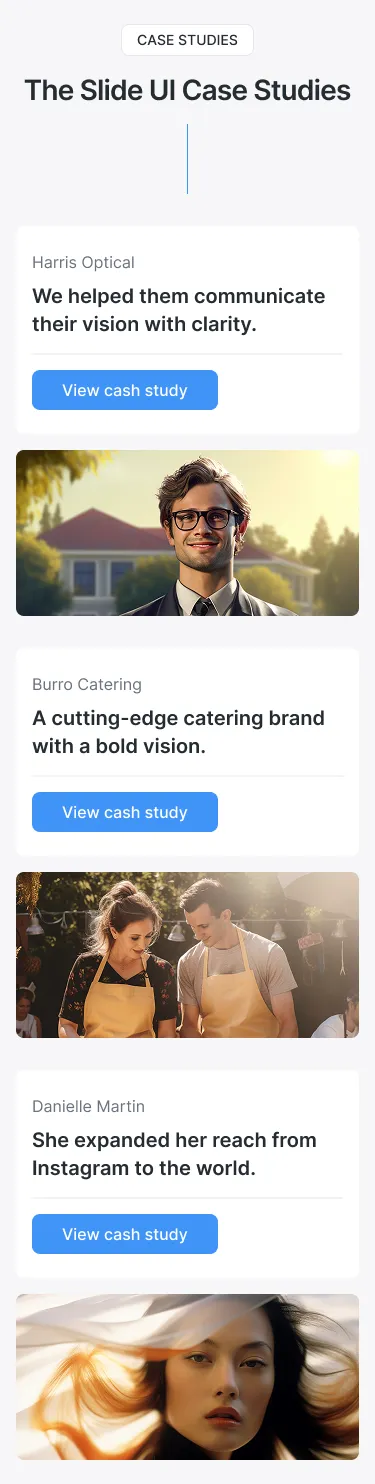 CASE STUDIES
The Slide UI Case Studies
Harris Optical
We helped them communicate
their vision with clarity.
View cash study
Burro Catering
A cutting-edge catering brand
with a bold vision.
View cash study
Danielle Martin
She expanded her reach from
Instagram to the world.
View cash study